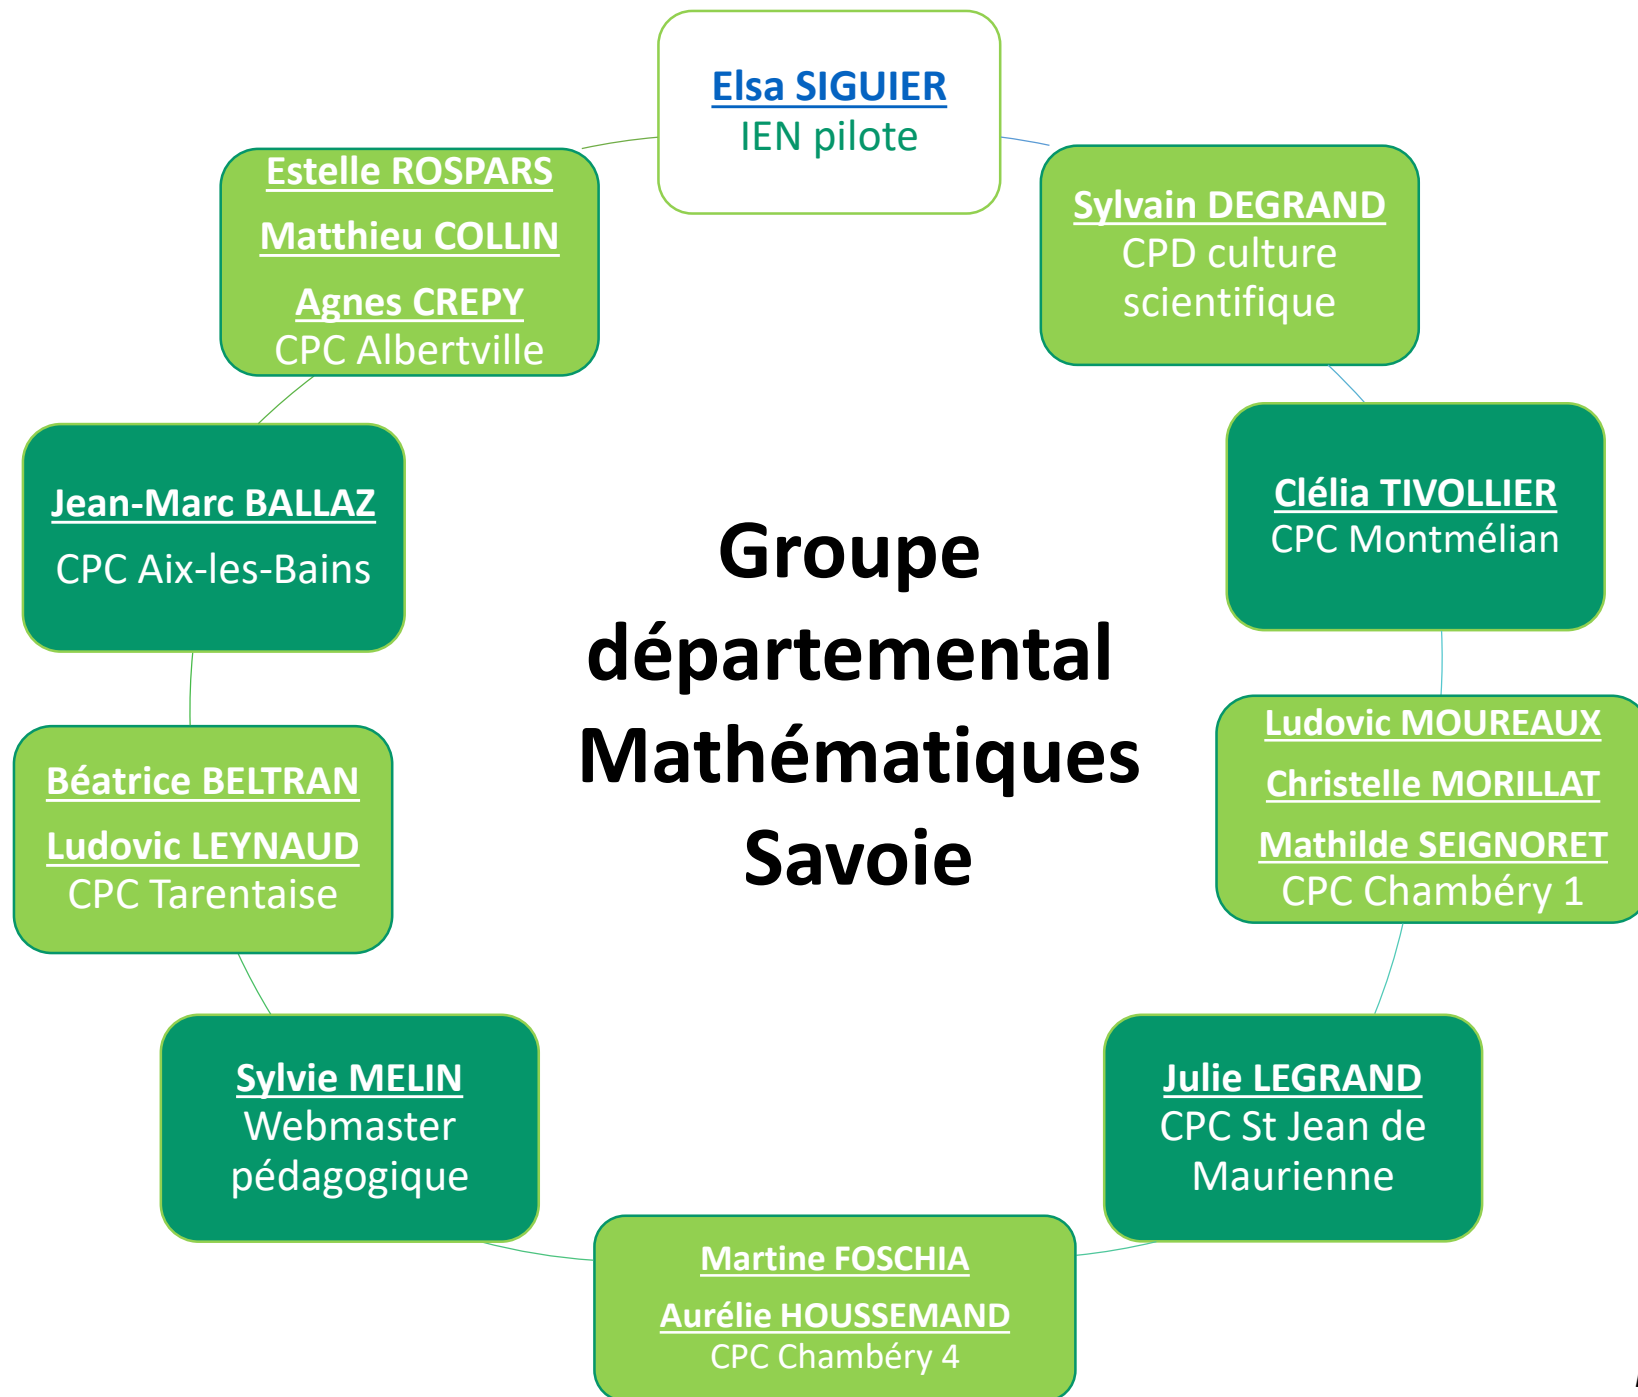 Elsa SIGUIER
IEN pilote
Sylvain DEGRAND
CPD culture
scientifique
Clélia TIVOLLIER
CPC Montmélian
Ludovic MOUREAUX
Christelle MORILLAT
Mathilde SEIGNORET
CPC Chambéry 1
Julie LEGRAND
CPC St Jean de
Maurienne
Martine FOSCHIA
Aurélie HOUSSEMAND
CPC Chambéry 4
Sylvie MELIN
Webmaster
pédagogique
Béatrice BELTRAN
Ludovic LEYNAUD
CPC Tarentaise
Jean-Marc BALLAZ
CPC Aix-les-Bains
Estelle ROSPARS
Matthieu COLLIN
Agnes CREPY
CPC Albertville
Groupe
départemental
Mathématiques
Savoie